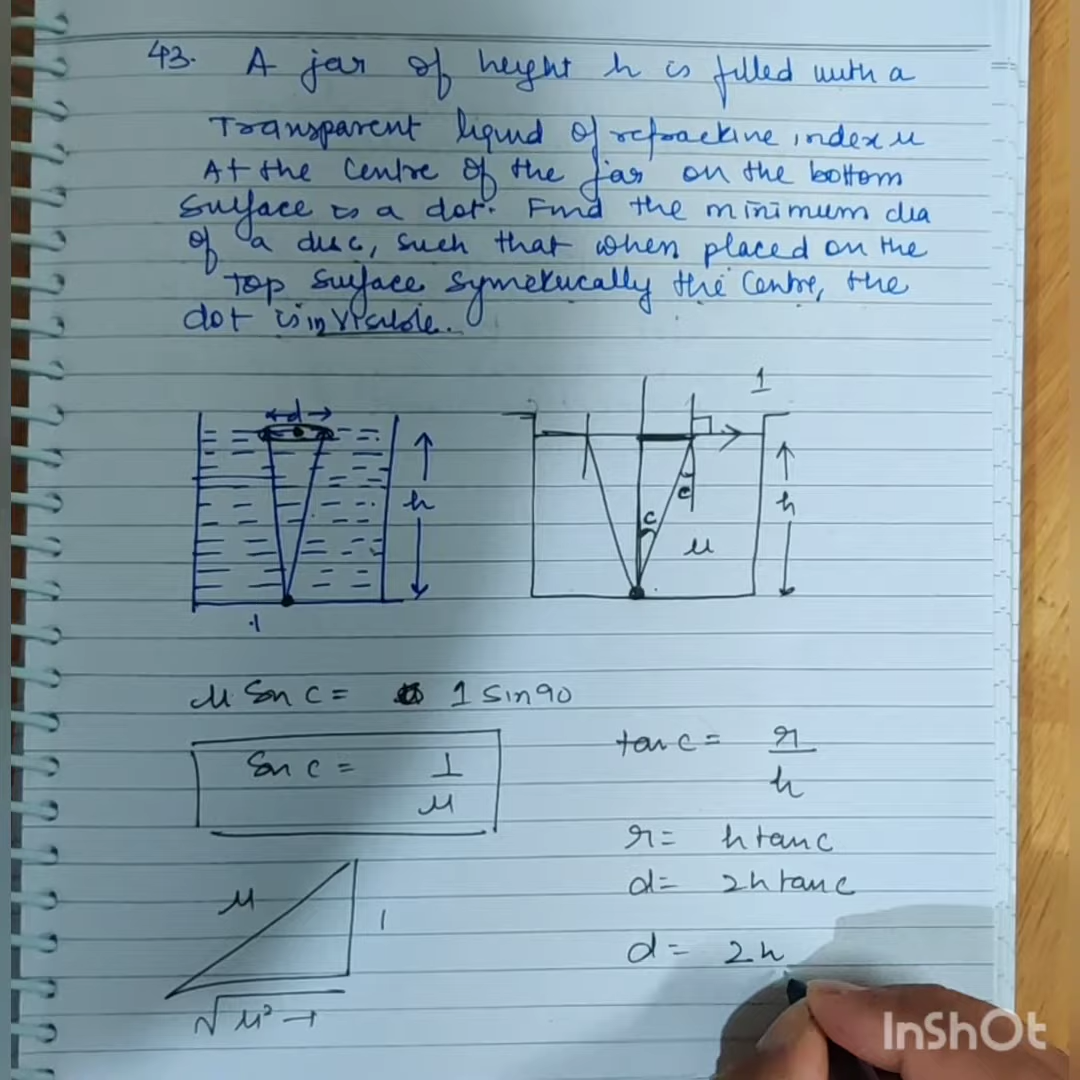 43. A jar of height h is filled with a
Transparent liquid of refractive index μ
At the centre of the jar on the bottom
Surface is a dot. Find the minimum dia
of a disc, such that when placed on the
Top surface symetrically the centre, the
dot is invisible.
d
1
h
c
c
μ
h
μ Sin c = 1 sin 90
Sin c = 1/μ
tan c = r/h
r = h tan c
d = 2h tan c
μ
1
√μ²-1
d = 2h
InShOt